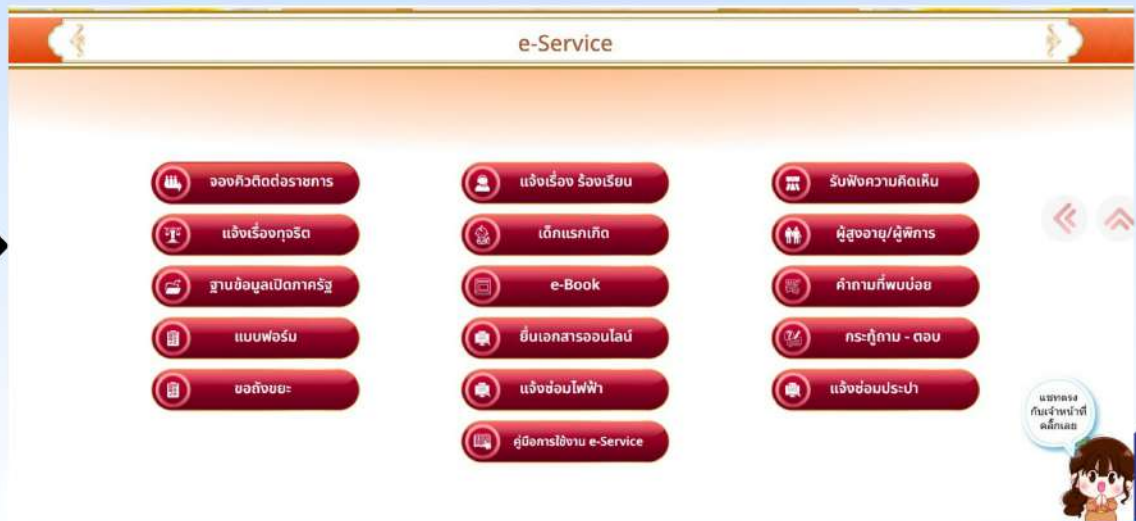 e-Service
จองคิวติดต่อราชการ
แจ้งเรื่อง ร้องเรียน
รับฟังความคิดเห็น
แจ้งเรื่องทุจริต
เด็กแรกเกิด
ผู้สูงอายุ/ผู้พิการ
ฐานข้อมูลเปิดภาครัฐ
e-Book
คำถามที่พบบ่อย
แบบฟอร์ม
ยื่นเอกสารออนไลน์
กระทู้ถาม - ตอบ
ขอถังขยะ
แจ้งซ่อมไฟฟ้า
แจ้งซ่อมประปา
คู่มือการใช้งาน e-Service
แชทตรง
กับเจ้าหน้าที่
คลิ๊กเลย